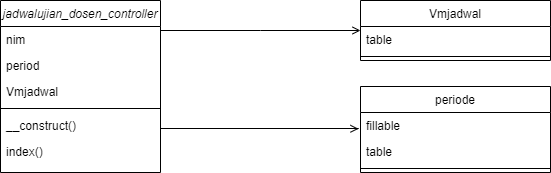 jadwalujian_dosen_controller
nim
period
Vmjadwal
__construct()
index()
Vmjadwal
table
periode
fillable
table